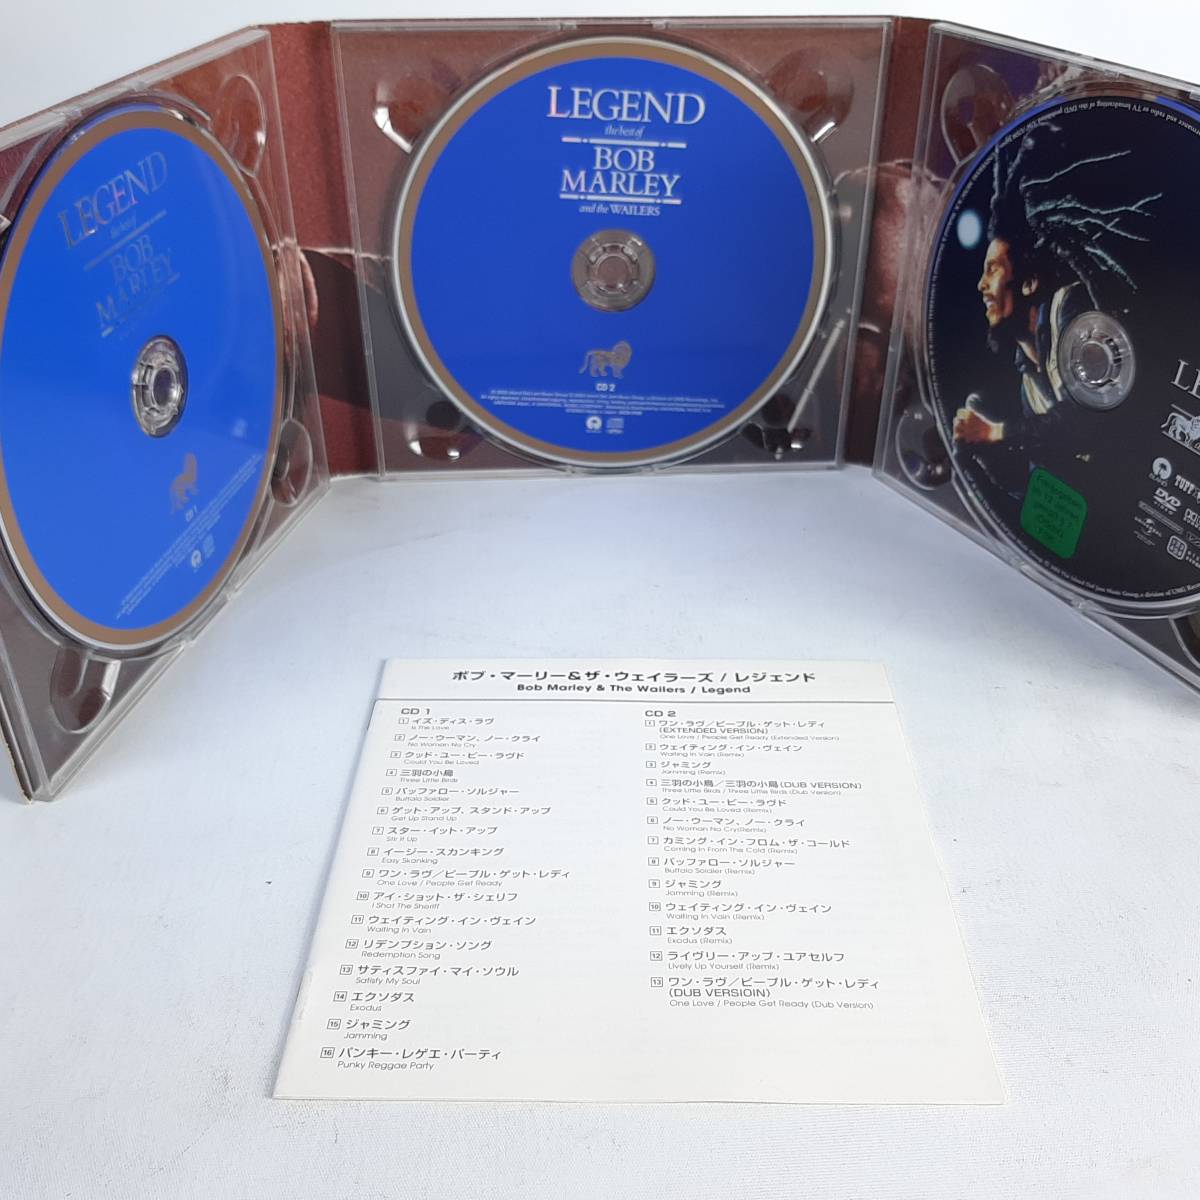 LEGEND
the best of
BOB
MARLEY
CD 1
LEGEND
the best of
BOB
MARLEY
and the WAILERS
CD 2
ISLAND
DVD
VIDEO
ボブ・マーリー&ザ・ウェイラーズ / レジェンド
Bob Marley & The Wailers / Legend
CD 1
1 イズ・ディス・ラヴ
Is This Love
2 ノー・ウーマン、ノー・クライ
No Woman No Cry
3 クッド・ユー・ビー・ラヴド
Could You Be Loved
4 三羽の小鳥
Three Little Birds
5 バッファロー・ソルジャー
Buffalo Soldier
6 ゲット・アップ、スタンド・アップ
Get Up Stand Up
7 スター・イット・アップ
Stir It Up
8 イージー・スカンキング
Easy Skanking
9 ワン・ラヴ/ピープル・ゲット・レディ
One Love / People Get Ready
10 アイ・ショット・ザ・シェリフ
I Shot The Sheriff
11 ウェイティング・イン・ヴェイン
Waiting In Vain
12 リデンプション・ソング
Redemption Song
13 サティスファイ・マイ・ソウル
Satisfy My Soul
14 エクソダス
Exodus
15 ジャミング
Jamming
16 パンキー・レゲエ・パーティ
Punky Reggae Party
CD 2
1 ワン・ラヴ/ピープル・ゲット・レディ
(EXTENDED VERSION)
One Love / People Get Ready (Extended Version)
2 ウェイティング・イン・ヴェイン
Waiting In Vain (Remix)
3 ジャミング
Jamming (Remix)
4 三羽の小鳥/三羽の小鳥(DUB VERSION)
Three Little Birds / Three Little Birds (Dub Version)
5 クッド・ユー・ビー・ラヴド
Could You Be Loved (Remix)
6 ノー・ウーマン、ノー・クライ
No Woman No Cry(Remix)
7 カミング・イン・フロム・ザ・コールド
Coming In From The Cold (Remix)
8 バッファロー・ソルジャー
Buffalo Soldier (Remix)
9 ジャミング
Jamming (Remix)
10 ウェイティング・イン・ヴェイン
Waiting In Vain (Remix)
11 エクソダス
Exodus (Remix)
12 ライヴリー・アップ・ユアセルフ
Lively Up Yourself (Remix)
13 ワン・ラヴ/ピープル・ゲット・レディ
(DUB VERSIOIN)
One Love / People Get Ready (Dub Version)